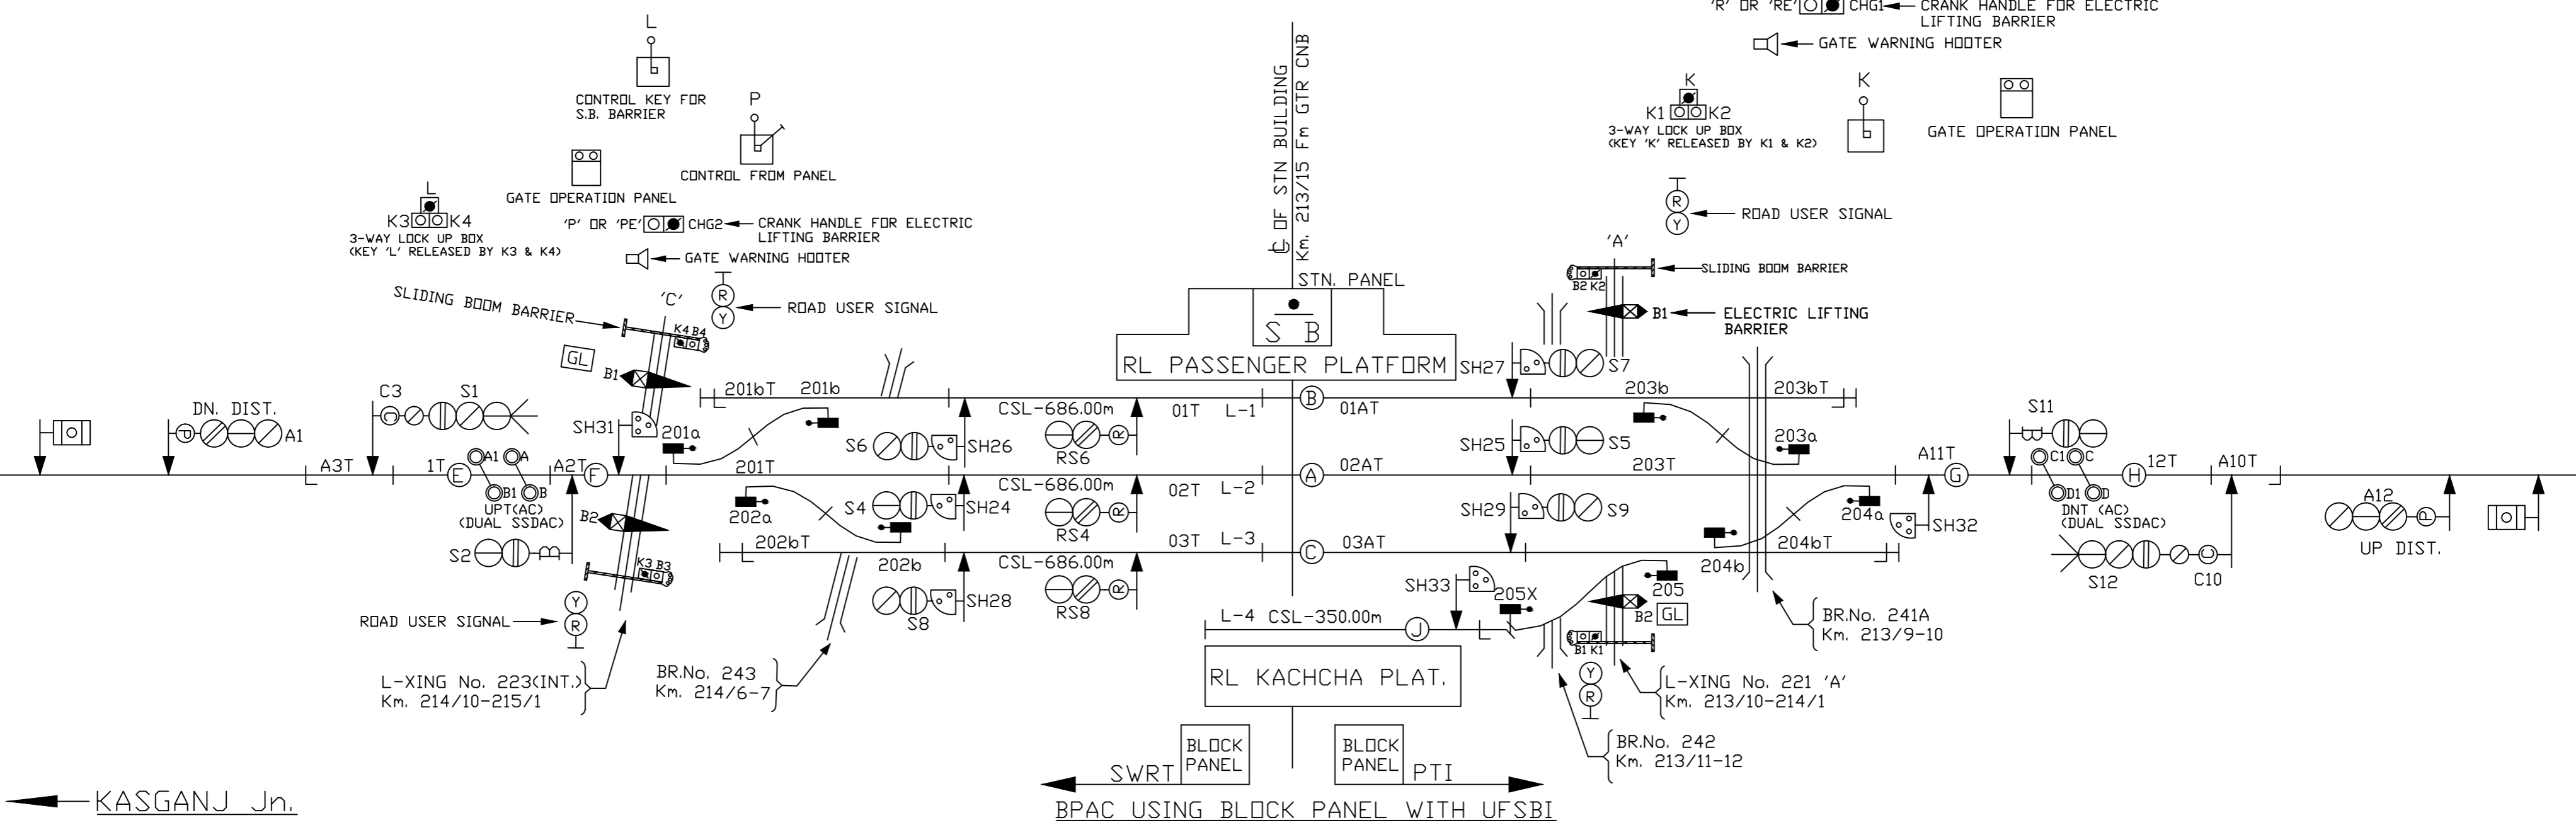 'R' OR 'RE' CHG1 CRANK HANDLE FOR ELECTRIC
LIFTING BARRIER
GATE WARNING HOOTER
L
CONTROL KEY FOR
S.B. BARRIER
P
CONTROL FROM PANEL
GATE OPERATION PANEL
L
K3 K4
3-WAY LOCK UP BOX
(KEY 'L' RELEASED BY K3 & K4)
'P' OR 'PE' CHG2 CRANK HANDLE FOR ELECTRIC
LIFTING BARRIER
GATE WARNING HOOTER
SLIDING BOOM BARRIER
'C'
R
Y
ROAD USER SIGNAL
K4 B4
GL
B1
℄ OF STN BUILDING
Km. 213/15 Fm GTR CNB
STN. PANEL
S B
RL PASSENGER PLATFORM
K
K1 K2
3-WAY LOCK UP BOX
(KEY 'K' RELEASED BY K1 & K2)
K
GATE OPERATION PANEL
R
Y
ROAD USER SIGNAL
'A'
SLIDING BOOM BARRIER
B2 K2
B1
ELECTRIC LIFTING
BARRIER
SH27
S7
201bT
201b
CSL-686.00m
01T
L-1
B
01AT
203b
203bT
DN. DIST.
P
A1
C3
C
S1
SH31
201a
S6
SH26
RS6
R
SH25
S5
203a
S11
B
A3T
1T
E
A1
A
B1
B
UPT(AC)
(DUAL SSDAC)
A2T
F
201T
CSL-686.00m
02T
L-2
A
02AT
203T
A11T
G
C1
C
D1
D
DNT (AC)
(DUAL SSDAC)
H
12T
A10T
S2
B
B2
202a
S4
SH24
RS4
R
SH29
S9
204a
SH32
A12
P
UP DIST.
202bT
202b
CSL-686.00m
03T
L-3
C
03AT
204b
204bT
S12
C
C10
K3 B3
S8
SH28
RS8
R
SH33
205X
205
B2
GL
Y
R
ROAD USER SIGNAL
L-4
CSL-350.00m
J
B1 K1
Y
R
BR.No. 241A
Km. 213/9-10
L-XING No. 223(INT.)
Km. 214/10-215/1
BR.No. 243
Km. 214/6-7
RL KACHCHA PLAT.
L-XING No. 221 'A'
Km. 213/10-214/1
BR.No. 242
Km. 213/11-12
BLOCK
PANEL
BLOCK
PANEL
SWRT
PTI
KASGANJ Jn.
BPAC USING BLOCK PANEL WITH UFSBI